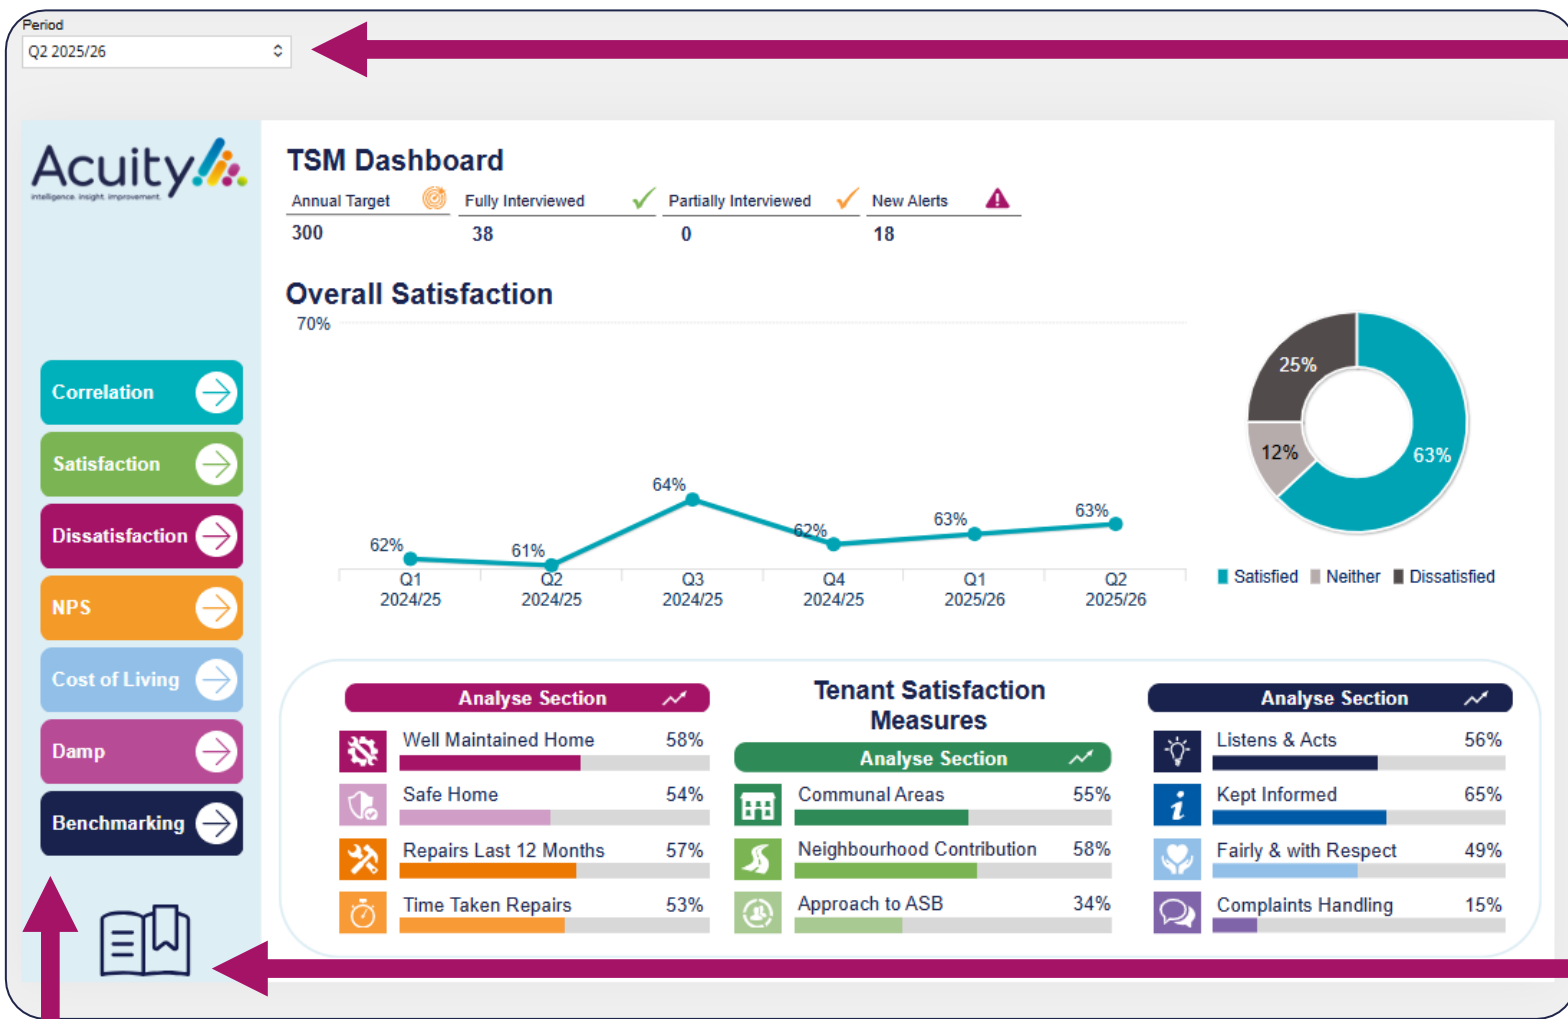 Period
Q2 2025/26
Acuity
intelligence. insight. improvement.
TSM Dashboard
Annual Target
300
Fully Interviewed
38
Partially Interviewed
0
New Alerts
18
Correlation
Satisfaction
Dissatisfaction
NPS
Cost of Living
Damp
Benchmarking
Overall Satisfaction
70%
62%
61%
64%
62%
63%
63%
Q1
2024/25
Q2
2024/25
Q3
2024/25
Q4
2024/25
Q1
2025/26
Q2
2025/26
25%
12%
63%
Satisfied Neither Dissatisfied
Analyse Section
Well Maintained Home 58%
Safe Home 54%
Repairs Last 12 Months 57%
Time Taken Repairs 53%
Tenant Satisfaction
Measures
Analyse Section
Communal Areas 55%
Neighbourhood Contribution 58%
Approach to ASB 34%
Analyse Section
Listens & Acts 56%
Kept Informed 65%
Fairly & with Respect 49%
Complaints Handling 15%